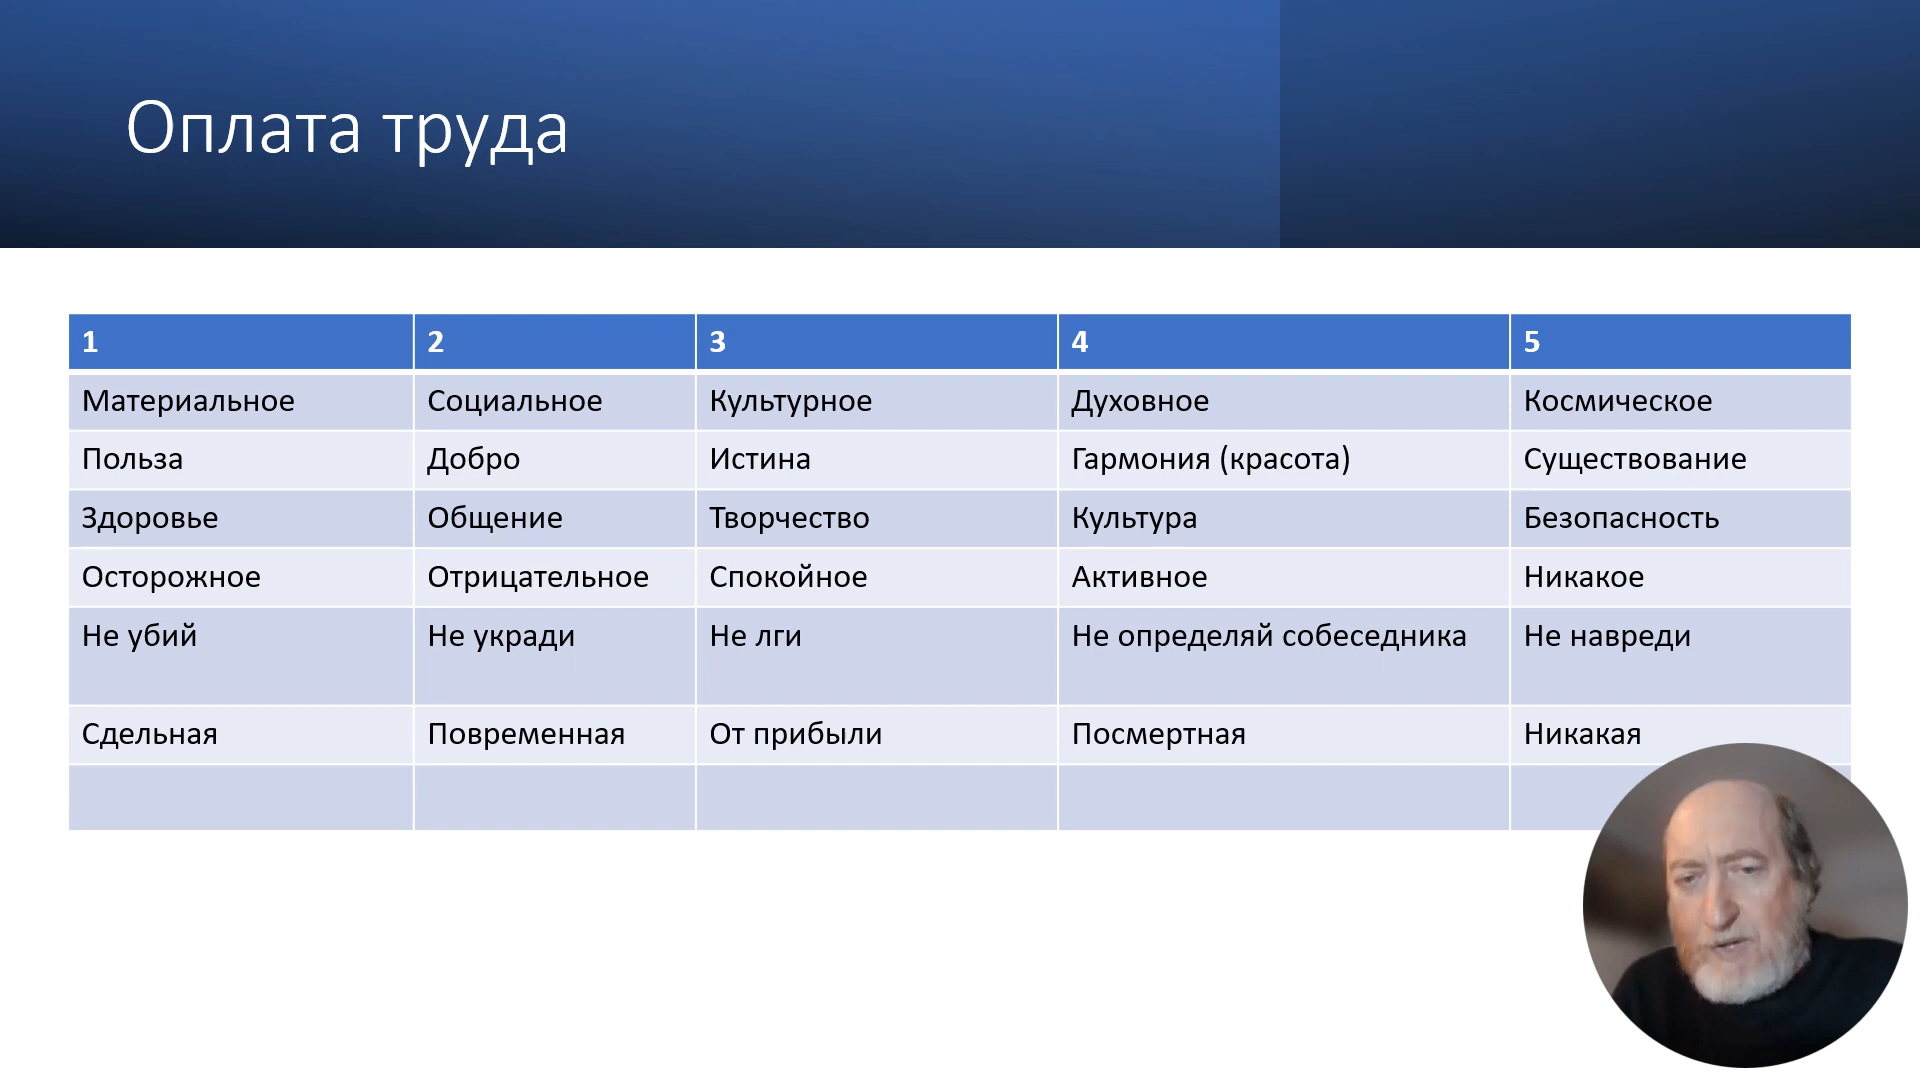 Оплата труда
1 2 3 4 5
Материальное Социальное Культурное Духовное Космическое
Польза Добро Истина Гармония (красота) Существование
Здоровье Общение Творчество Культура Безопасность
Осторожное Отрицательное Спокойное Активное Никакое
Не убий Не укради Не лги Не определяй собеседника Не навреди
Сдельная Повременная От прибыли Посмертная Никакая